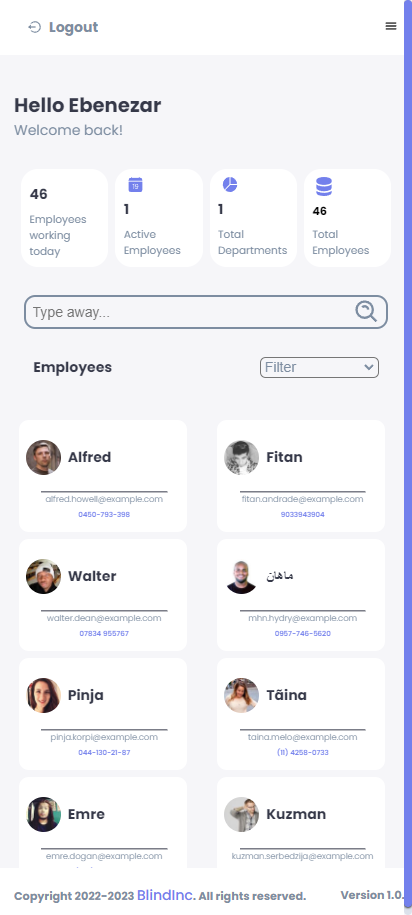 Logout
Hello Ebenezar
Welcome back!
46
Employees
working
today
19
1
Active
Employees
1
Total
Departments
46
Total
Employees
Type away...
Employees
Filter
Alfred
alfred.howell@example.com
0450-793-398
Fitan
fitan.andrade@example.com
9033943904
Walter
walter.dean@example.com
07834 955767
ماهان
mhn.hydry@example.com
0957-746-5620
Pinja
pinja.korpi@example.com
044-130-21-87
Tãina
taina.melo@example.com
(11) 4258-0733
Emre
emre.dogan@example.com
Kuzman
kuzman.serbedzija@example.com
Copyright 2022-2023 BlindInc. All rights reserved.
Version 1.0.